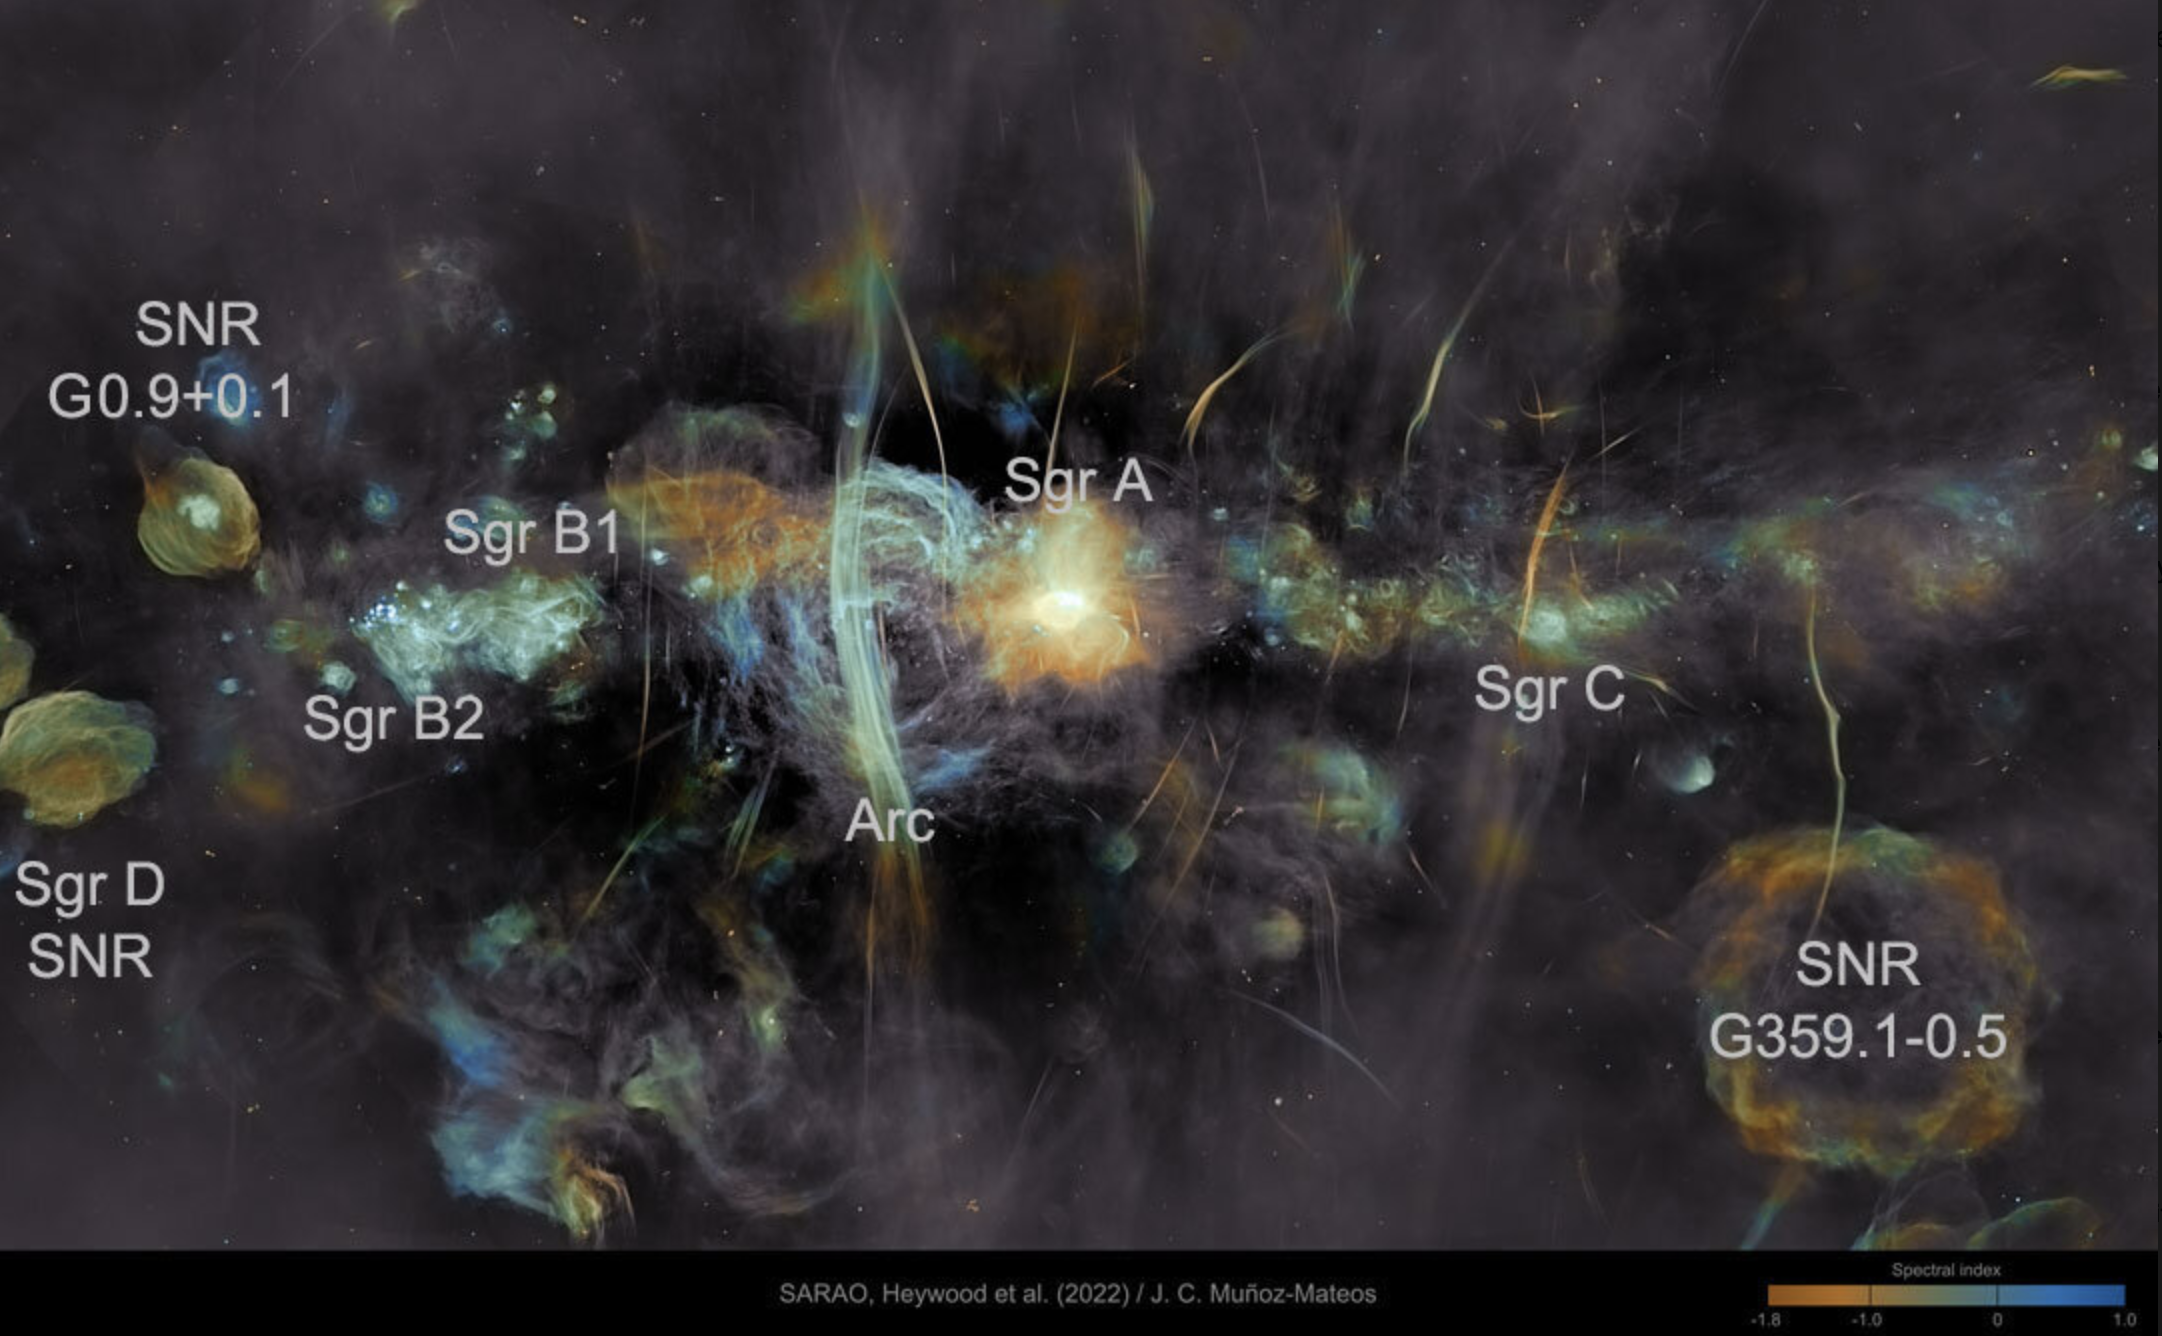 SNR
G0.9+0.1
Sgr A
Sgr B1
Sgr C
Sgr B2
Arc
Sgr D
SNR
SNR
G359.1-0.5
SARAO, Heywood et al. (2022) / J. C. Muñoz-Mateos
Spectral index
-1.8 -1.0 0 1.0